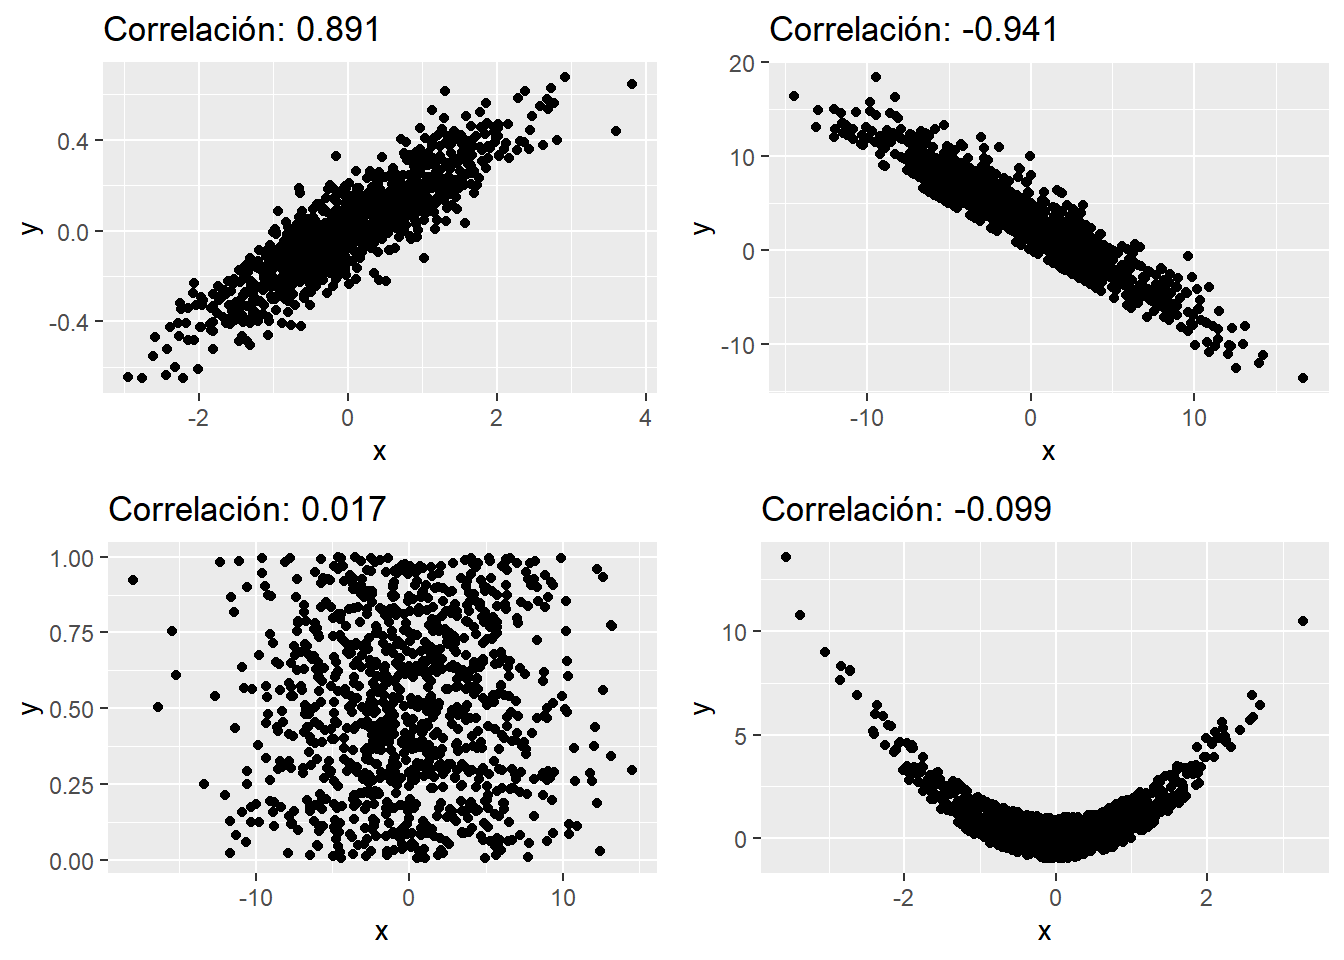 Correlación: 0.891
0.4
0.0
-0.4
y
-2 0 2 4
x
Correlación: -0.941
20
10
0
-10
y
-10 0 10
x
Correlación: 0.017
1.00
0.75
0.50
0.25
0.00
y
-10 0 10
x
Correlación: -0.099
10
5
0
y
-2 0 2
x